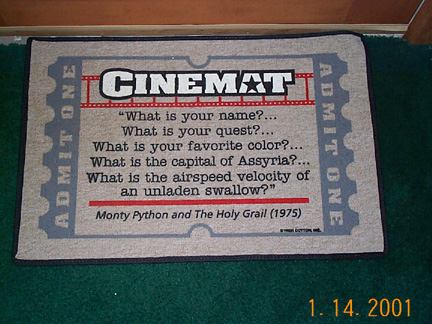 CINEMAT
ADMIT ONE
ADMIT ONE
"What is your name?...
What is your quest?...
What is your favorite color?...
What is the capital of Assyria?...
What is the airspeed velocity of
an unladen swallow?"
Monty Python and The Holy Grail (1975)
1.14.2001